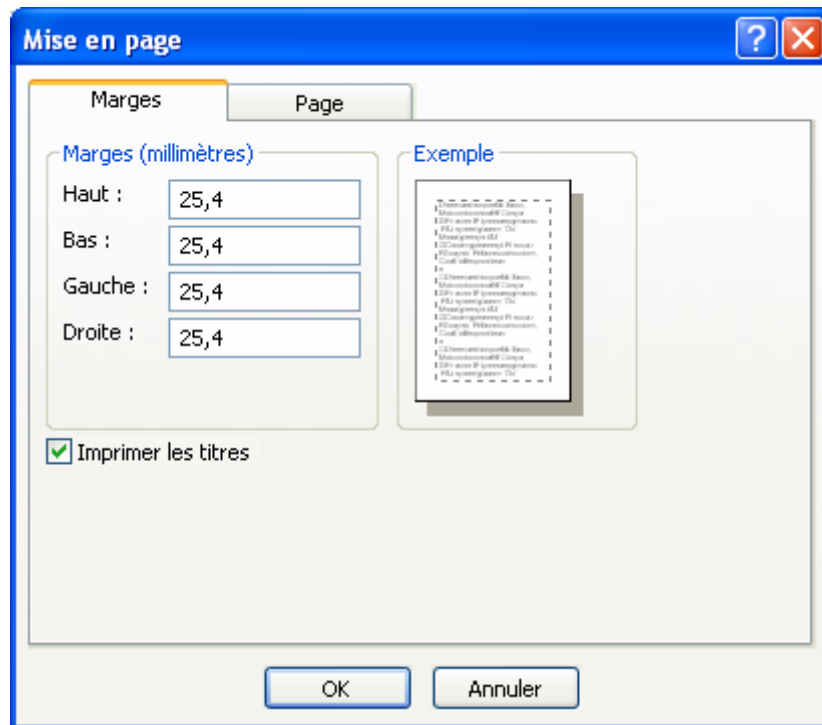 Mise en page
Marges Page
Marges (millimètres) Exemple
Haut : 25,4
Bas : 25,4
Gauche : 25,4
Droite : 25,4
Imprimer les titres
OK Annuler